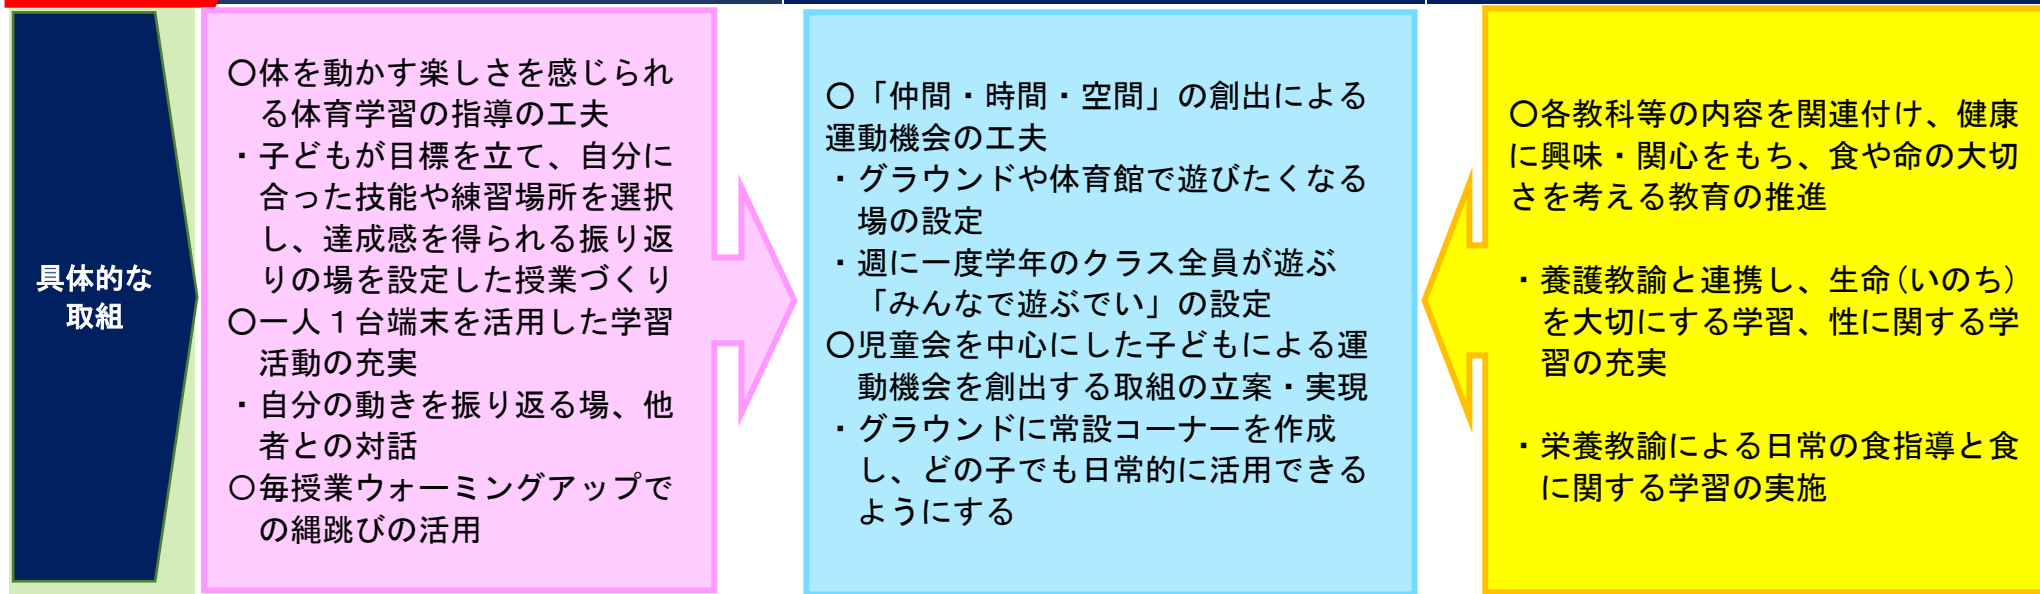 具体的な
取組
〇体を動かす楽しさを感じられ
る体育学習の指導の工夫
・子どもが目標を立て、自分に
合った技能や練習場所を選択
し、達成感を得られる振り返
りの場を設定した授業づくり
〇一人１台端末を活用した学習
活動の充実
・自分の動きを振り返る場、他
者との対話
〇毎授業ウォーミングアップで
の縄跳びの活用
〇「仲間・時間・空間」の創出による
運動機会の工夫
・グラウンドや体育館で遊びたくなる
場の設定
・週に一度学年のクラス全員が遊ぶ
「みんなで遊ぶでい」の設定
〇児童会を中心にした子どもによる運
動機会を創出する取組の立案・実現
・グラウンドに常設コーナーを作成
し、どの子でも日常的に活用できる
ようにする
〇各教科等の内容を関連付け、健康
に興味・関心をもち、食や命の大切
さを考える教育の推進
・養護教諭と連携し、生命(いのち)
を大切にする学習、性に関する学
習の充実
・栄養教諭による日常の食指導と食
に関する学習の実施